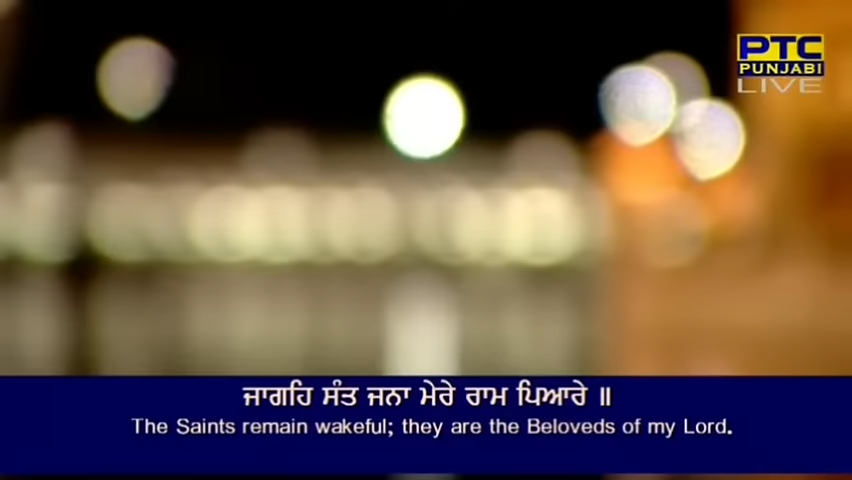 PTC
PUNJABI
LIVE
ਜਾਗਹਿ ਸੰਤ ਜਨਾ ਮੇਰੇ ਰਾਮ ਪਿਆਰੇ ॥
The Saints remain wakeful; they are the Beloveds of my Lord.